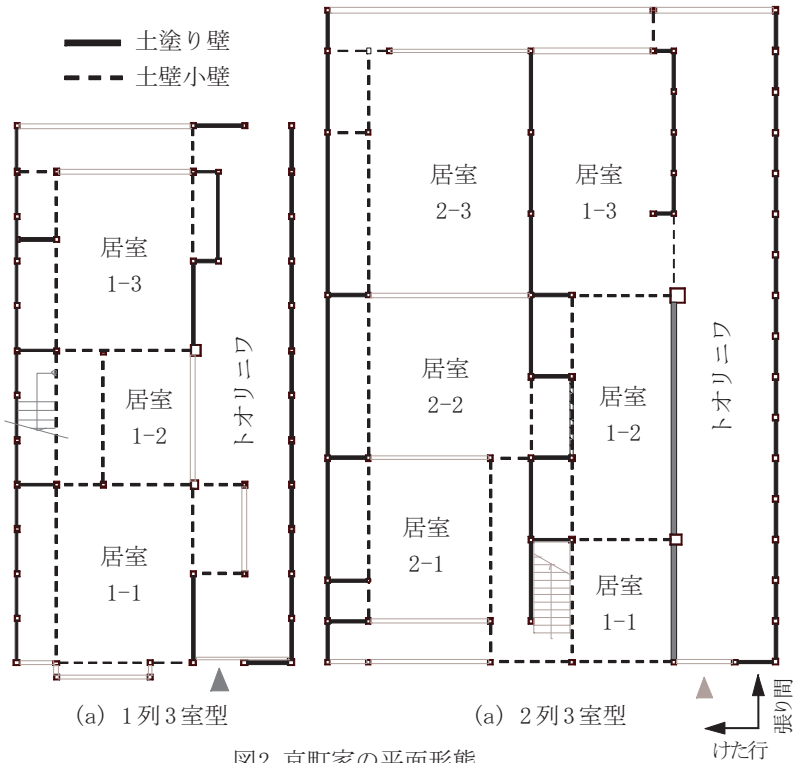 土塗り壁
土壁小壁
居室
1-3
居室
1-2
居室
1-1
トオリニワ
(a) 1列3室型
居室
2-3
居室
1-3
居室
2-2
居室
1-2
居室
2-1
居室
1-1
トオリニワ
(a) 2列3室型
張り間
けた行
図2 京町家の平面形態